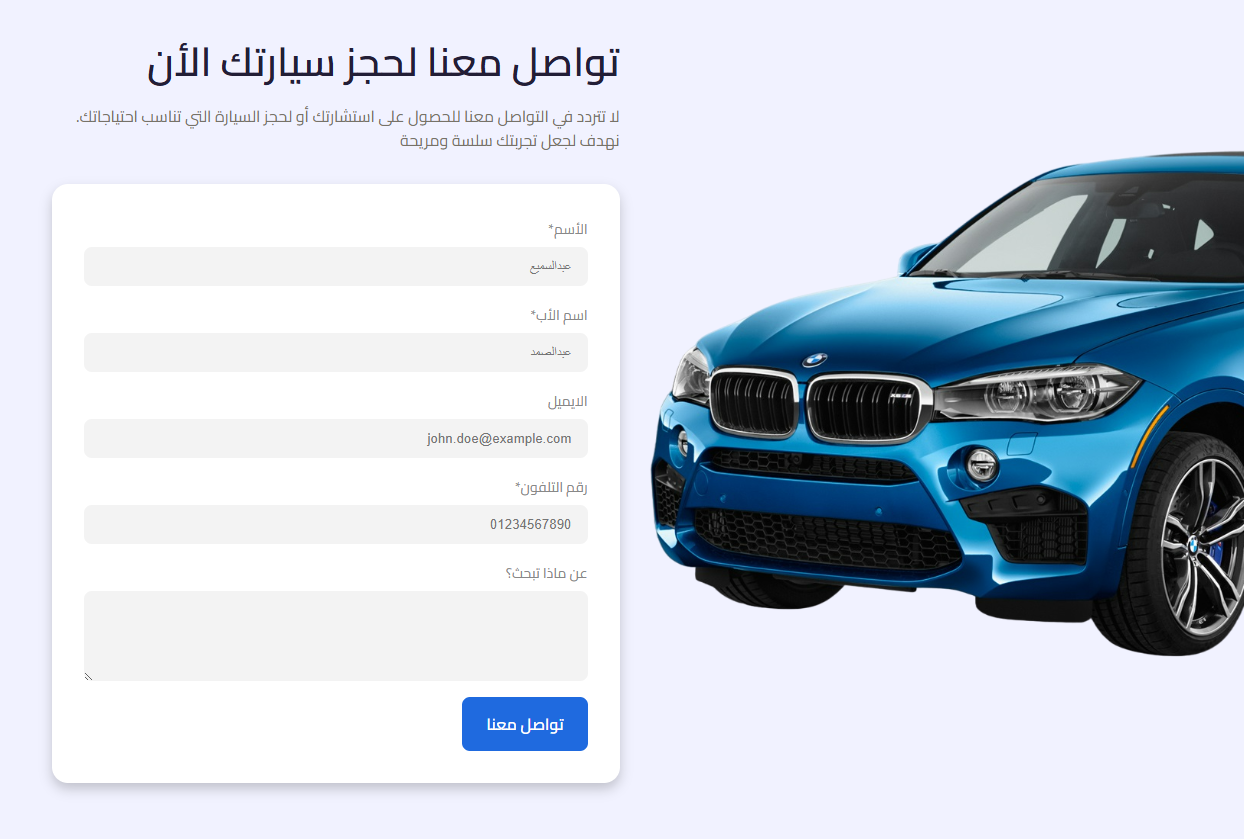 تواصل معنا لحجز سيارتك الأن
لا تتردد في التواصل معنا للحصول على استشارتك أو لحجز السيارة التي تناسب احتياجاتك.
نهدف لجعل تجربتك سلسة ومريحة
الأسم*
عبدالسميع
اسم الأب*
عبدالصمد
الايميل
john.doe@example.com
رقم التلفون*
01234567890
عن ماذا تبحث؟
تواصل معنا